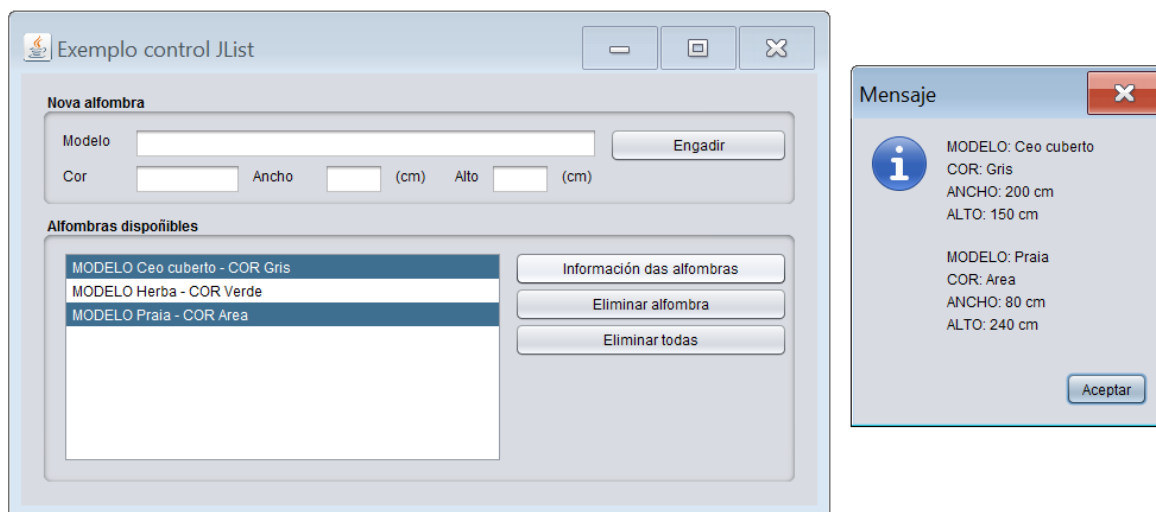 Exemplo control JList
Nova alfombra
Modelo
Engadir
Cor
Ancho
(cm)
Alto
(cm)
Alfombras dispoñibles
MODELO Ceo cuberto - COR Gris
MODELO Herba - COR Verde
MODELO Praia - COR Area
Información das alfombras
Eliminar alfombra
Eliminar todas
Mensaje
MODELO: Ceo cuberto
COR: Gris
ANCHO: 200 cm
ALTO: 150 cm
MODELO: Praia
COR: Area
ANCHO: 80 cm
ALTO: 240 cm
Aceptar